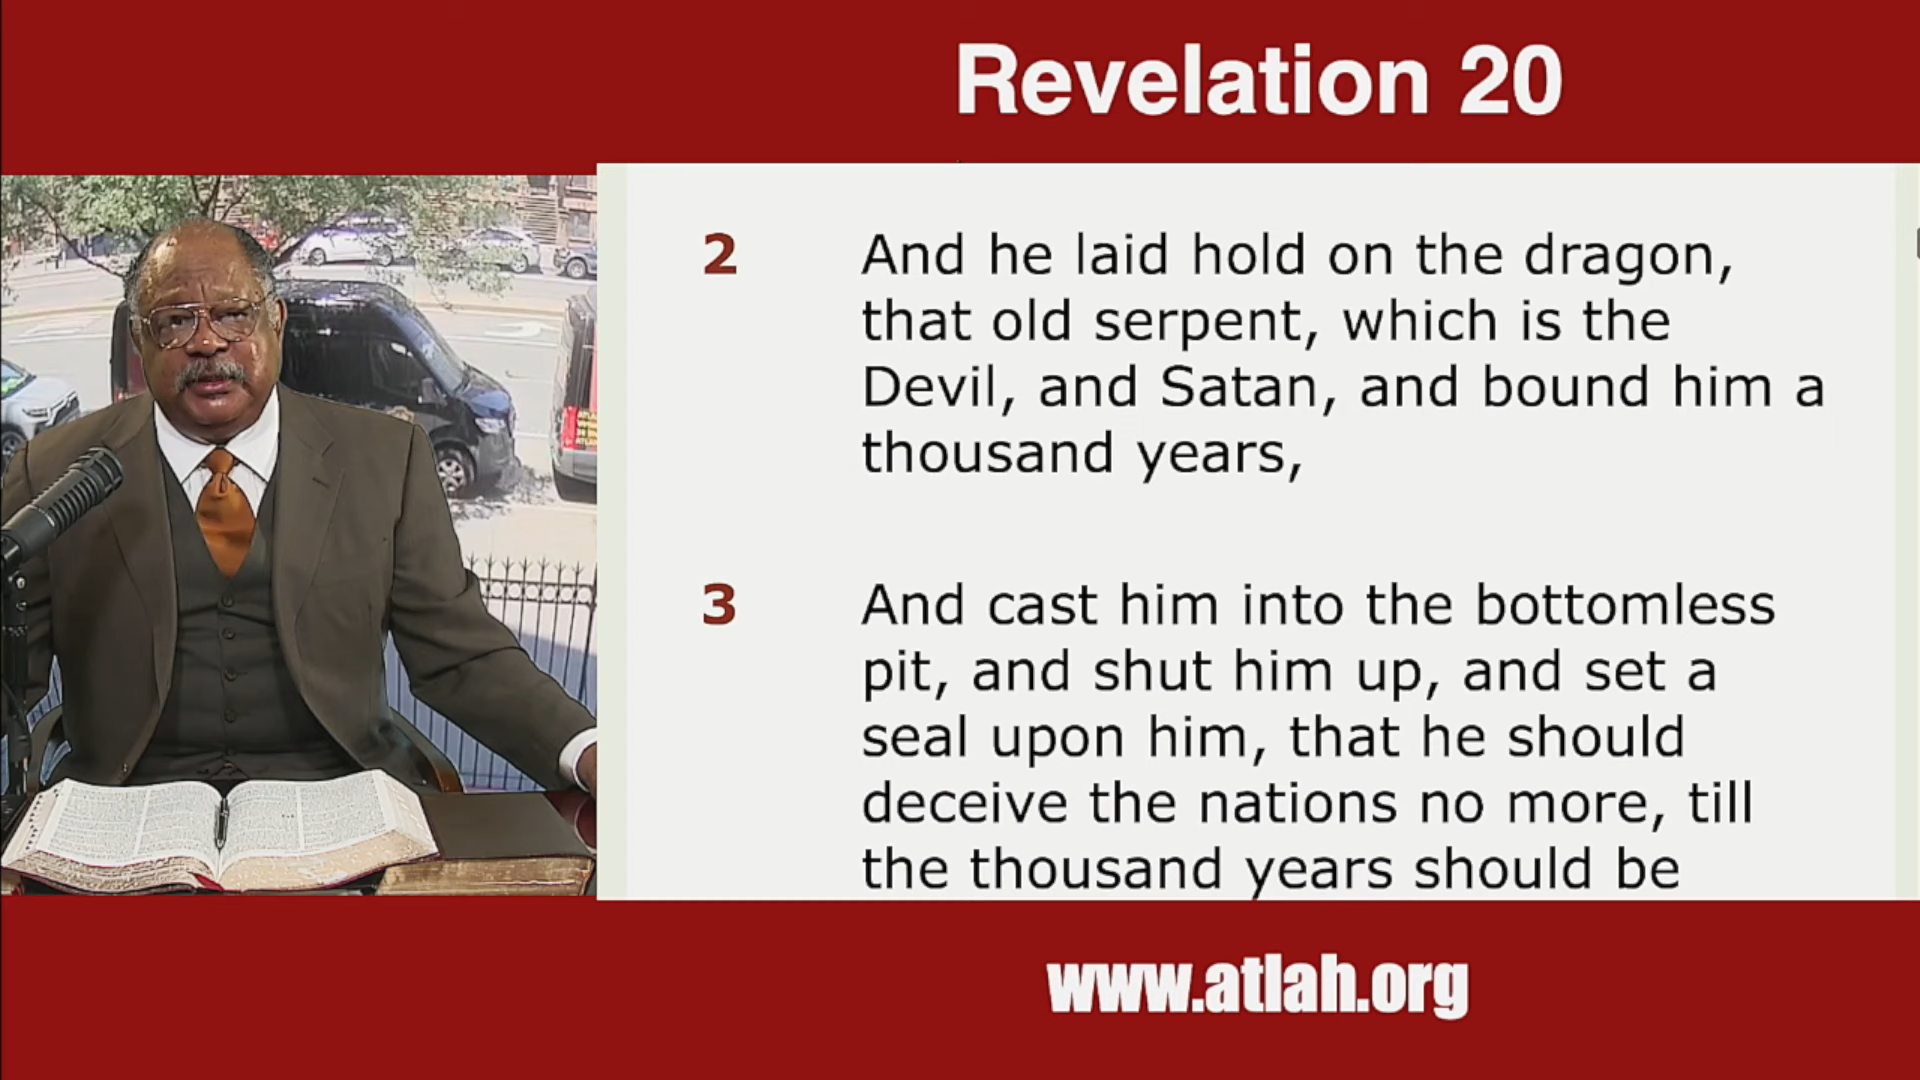 Revelation 20
2 And he laid hold on the dragon,
that old serpent, which is the
Devil, and Satan, and bound him a
thousand years,
3 And cast him into the bottomless
pit, and shut him up, and set a
seal upon him, that he should
deceive the nations no more, till
the thousand years should be
www.atlah.org